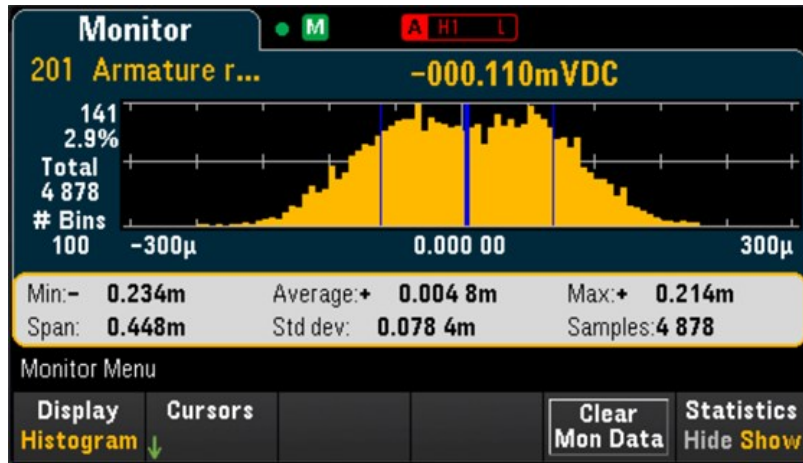 Monitor M A H1 L
201 Armature r... -000.110mVDC
141
2.9%
Total
4 878
# Bins
100 -300µ 0.000 00 300µ
Min:- 0.234m Average:+ 0.004 8m Max:+ 0.214m
Span: 0.448m Std dev: 0.078 4m Samples:4 878
Monitor Menu
Display Cursors Clear Statistics
Histogram Mon Data Hide Show